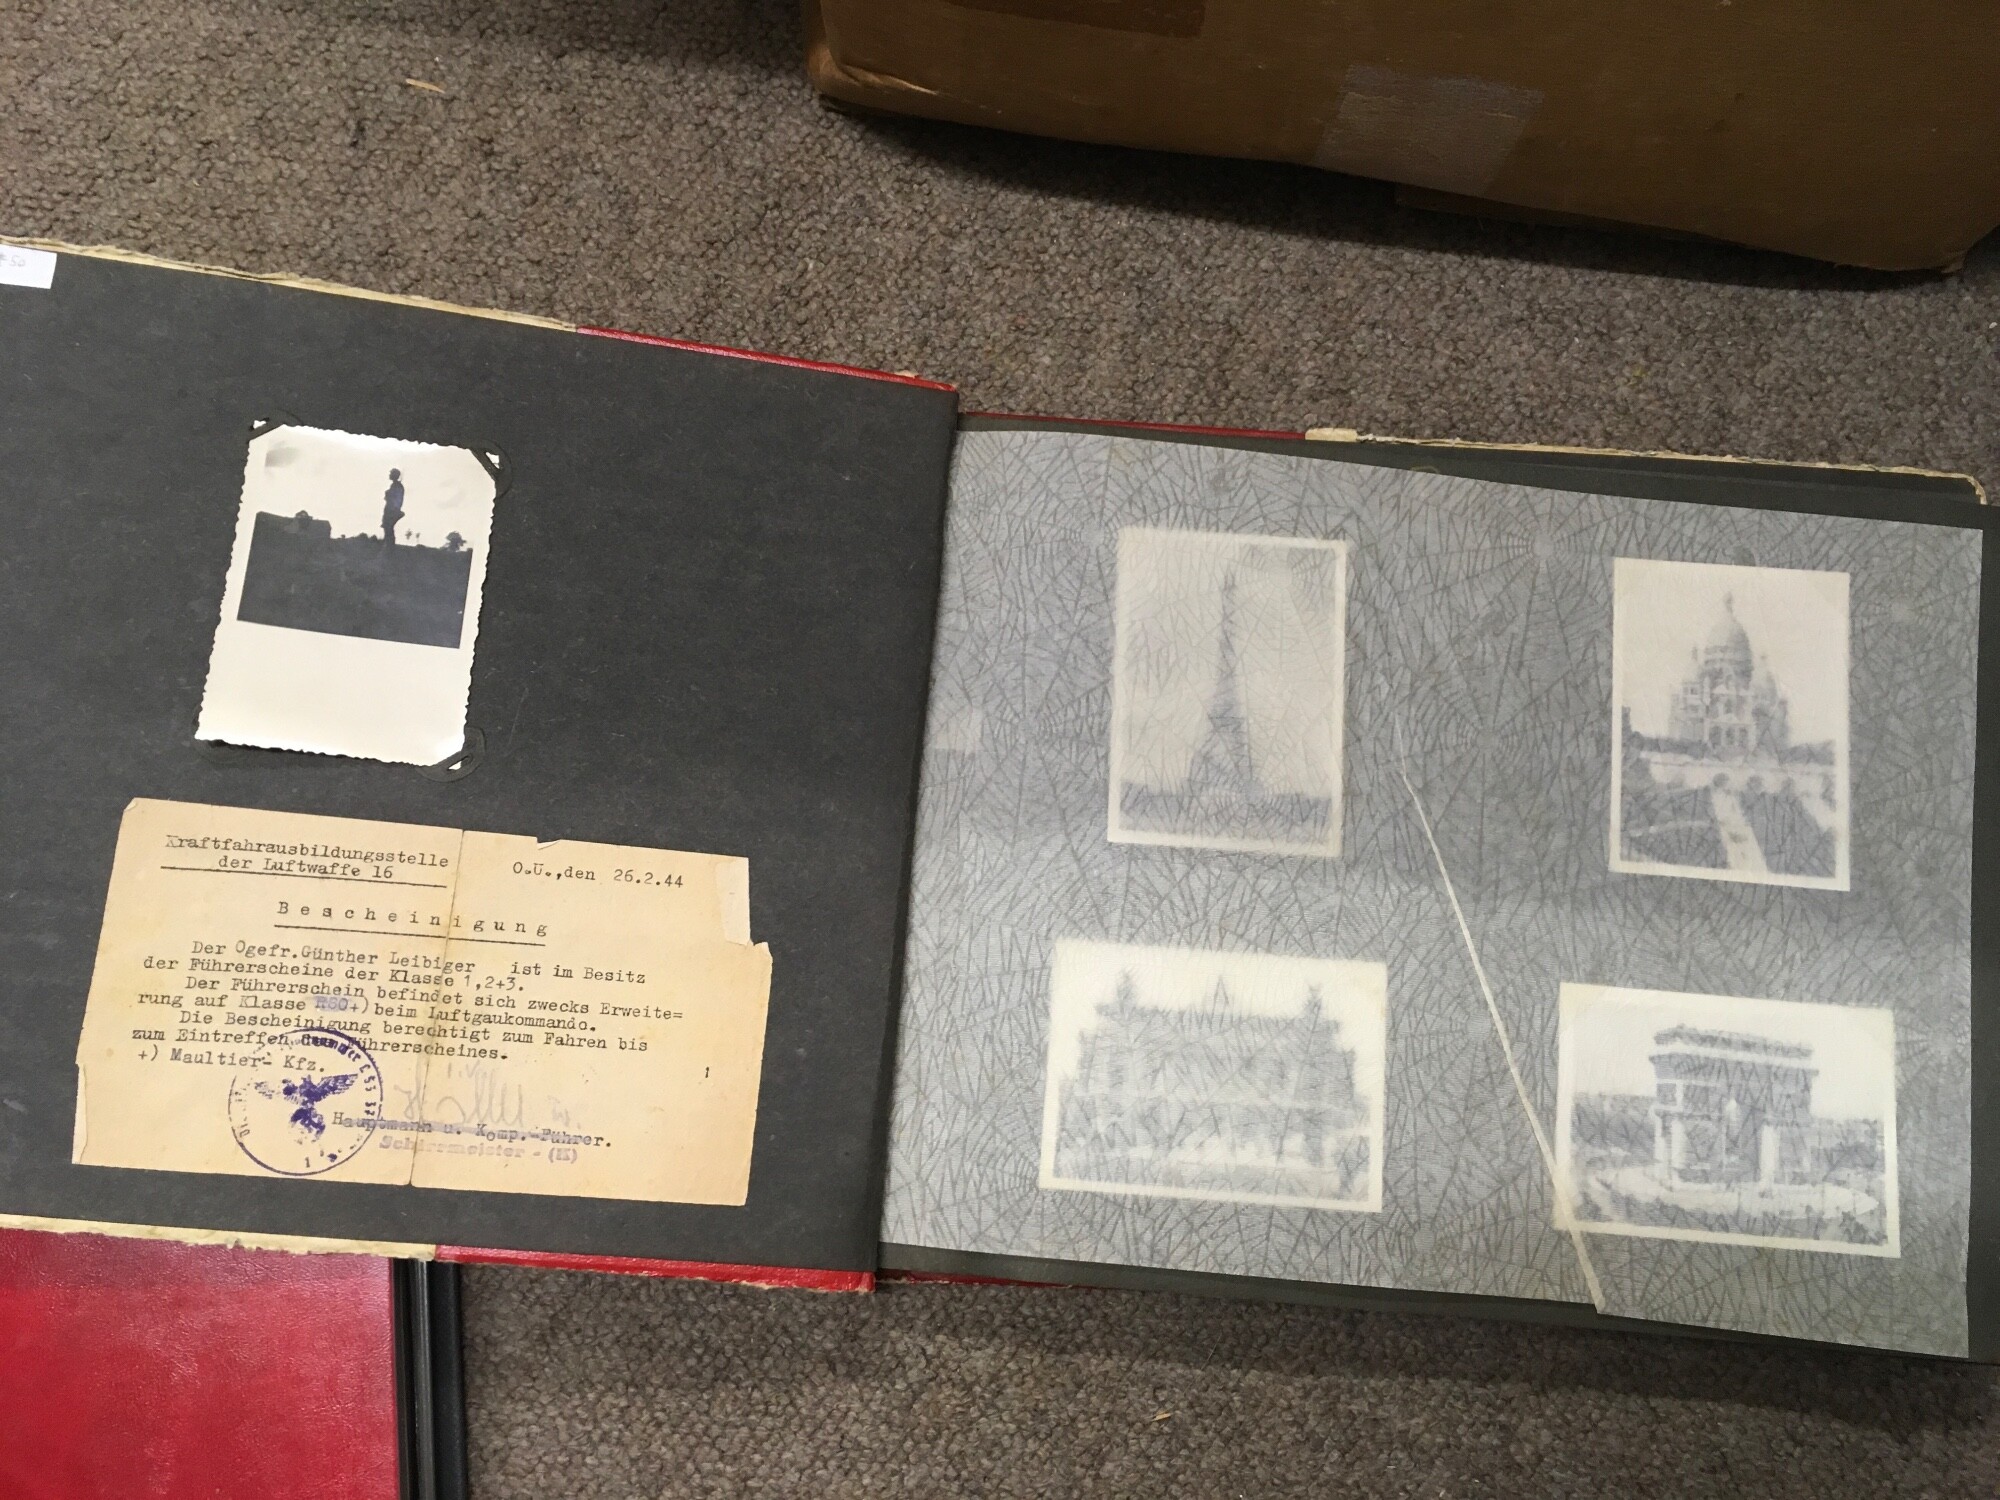 50
Kraftfahrausbildungsstelle
der Luftwaffe 16
O.U.,den 26.2.44
Bescheinigung
Der Ogefr.Günther Leibiger ist im Besitz
der Führerscheine der Klasse 1,2+3.
Der Führerschein befindet sich zwecks Erweite=
rung auf Klasse RSO+) beim Luftgaukommando.
Die Bescheinigung berechtigt zum Fahren bis
zum Eintreffen des Führerscheines.
+) Maultier- Kfz.
1
Hauptmann u. Komp.-Führer.
Schirrmeister - (K)